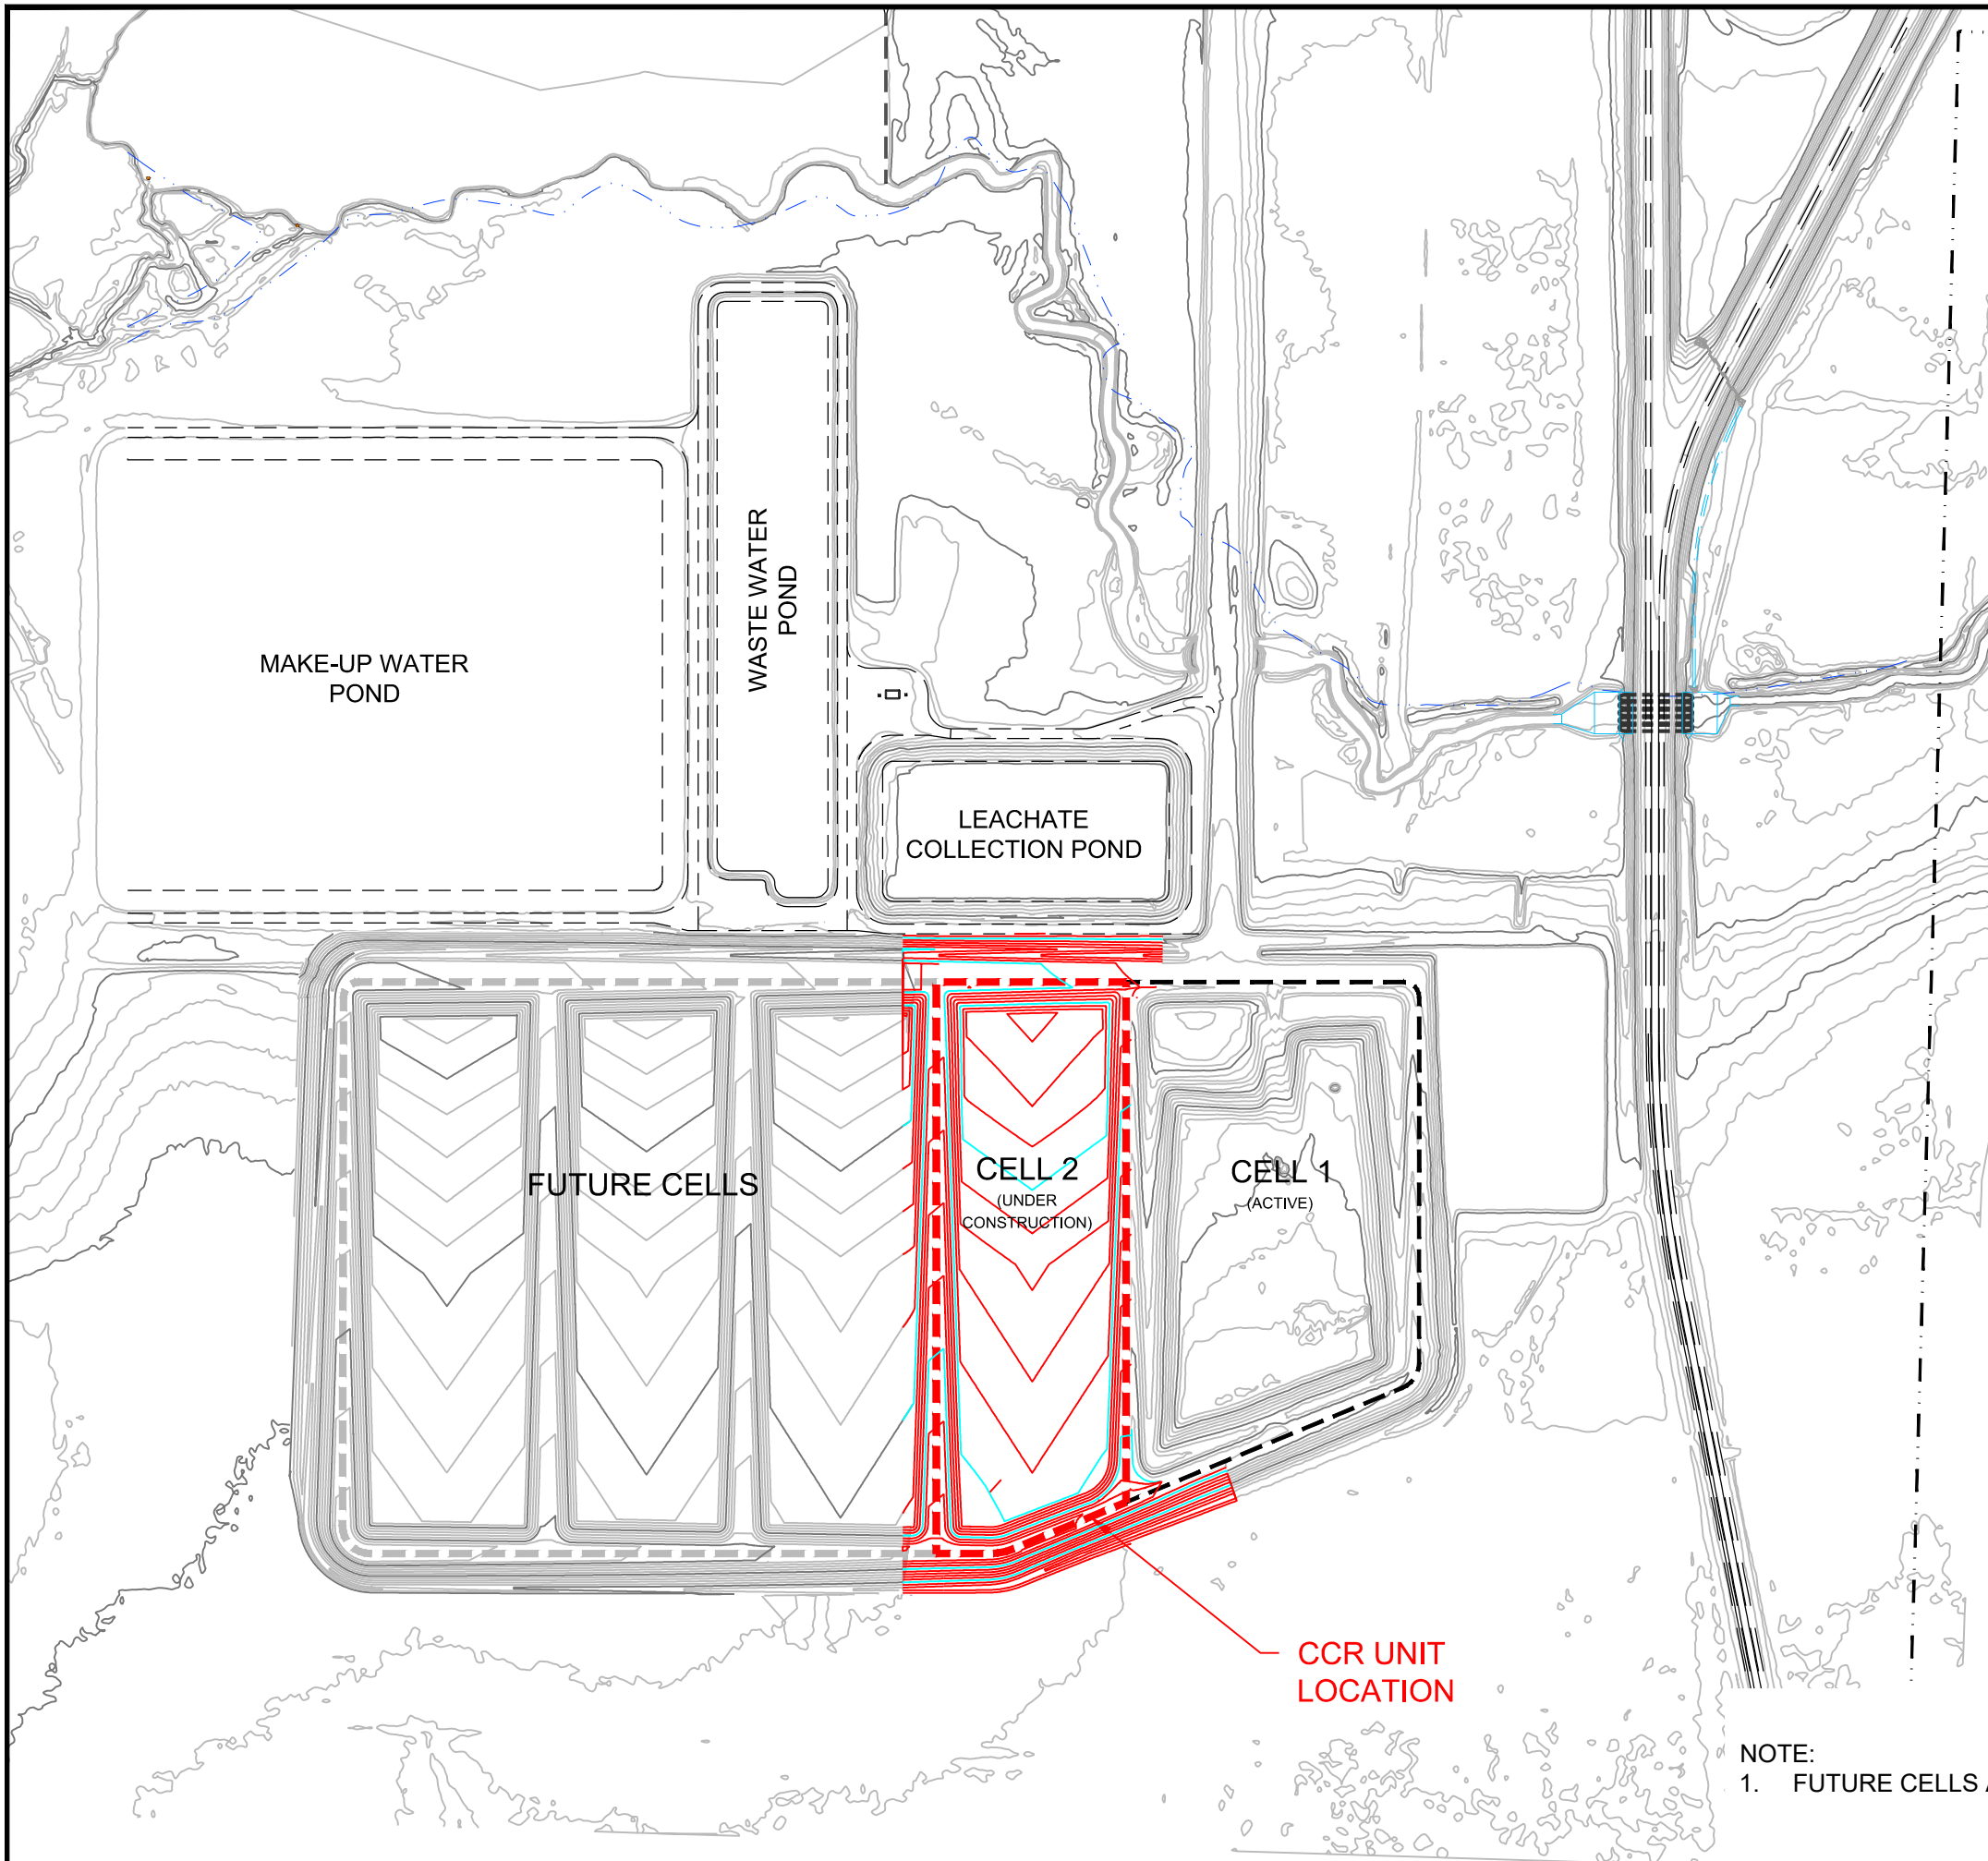 WASTE WATER
POND
MAKE-UP WATER
POND
LEACHATE
COLLECTION POND
FUTURE CELLS
CELL 2
(UNDER
CONSTRUCTION)
CELL 1
(ACTIVE)
CCR UNIT
LOCATION
NOTE:
1. FUTURE CELLS